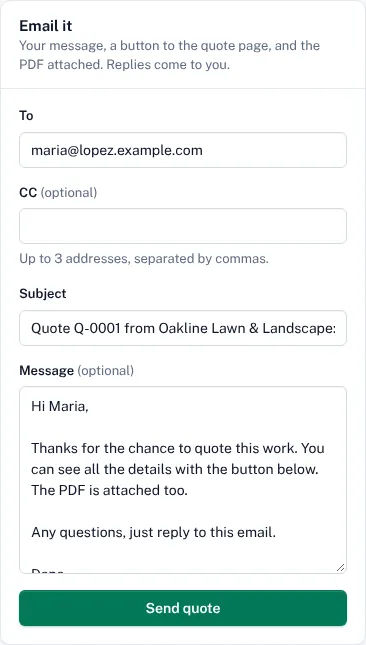 Email it
Your message, a button to the quote page, and the
PDF attached. Replies come to you.
To
maria@lopez.example.com
CC (optional)
Up to 3 addresses, separated by commas.
Subject
Quote Q-0001 from Oakline Lawn & Landscape:
Message (optional)
Hi Maria,
Thanks for the chance to quote this work. You
can see all the details with the button below.
The PDF is attached too.
Any questions, just reply to this email.
Send quote